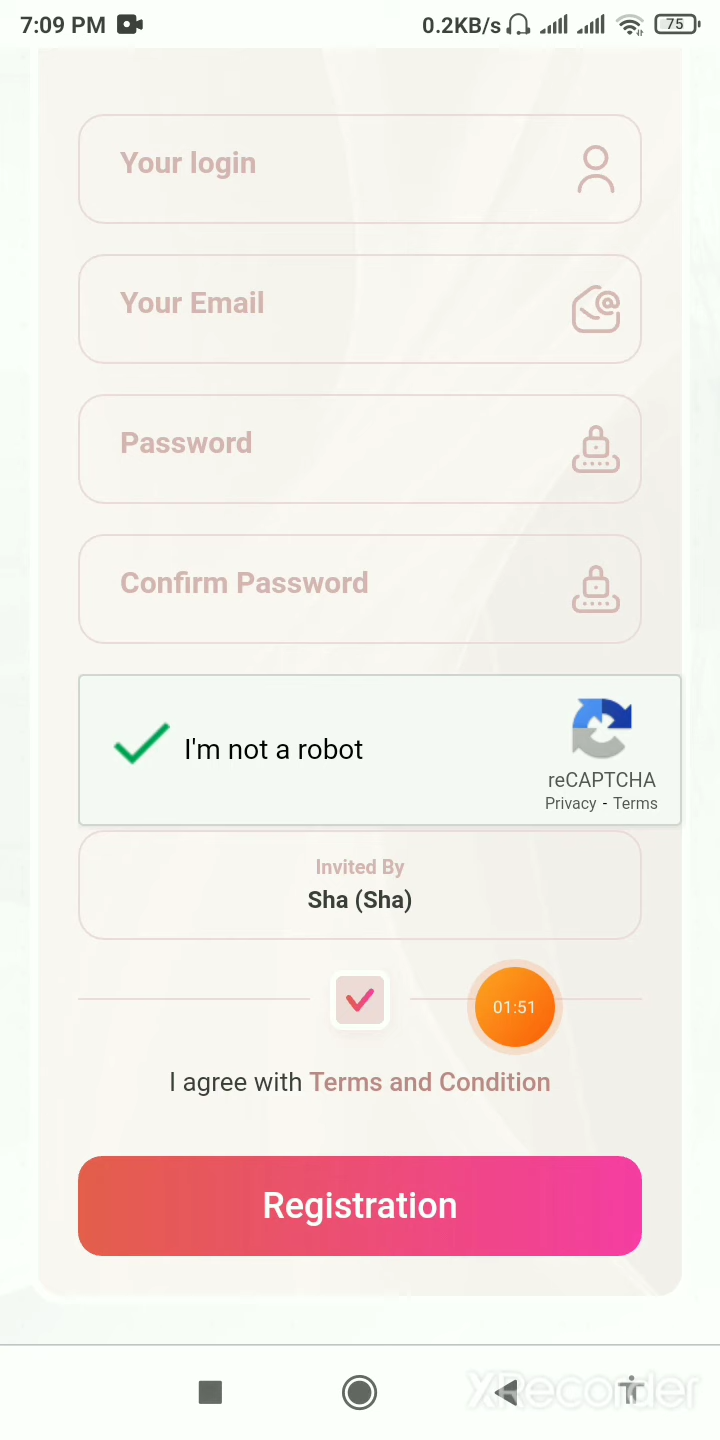 7:09 PM
0.2KB/s
75
Your login
Your Email
Password
Confirm Password
I'm not a robot
reCAPTCHA
Privacy - Terms
Invited By
Sha (Sha)
01:51
I agree with Terms and Condition
Registration
XRecorder